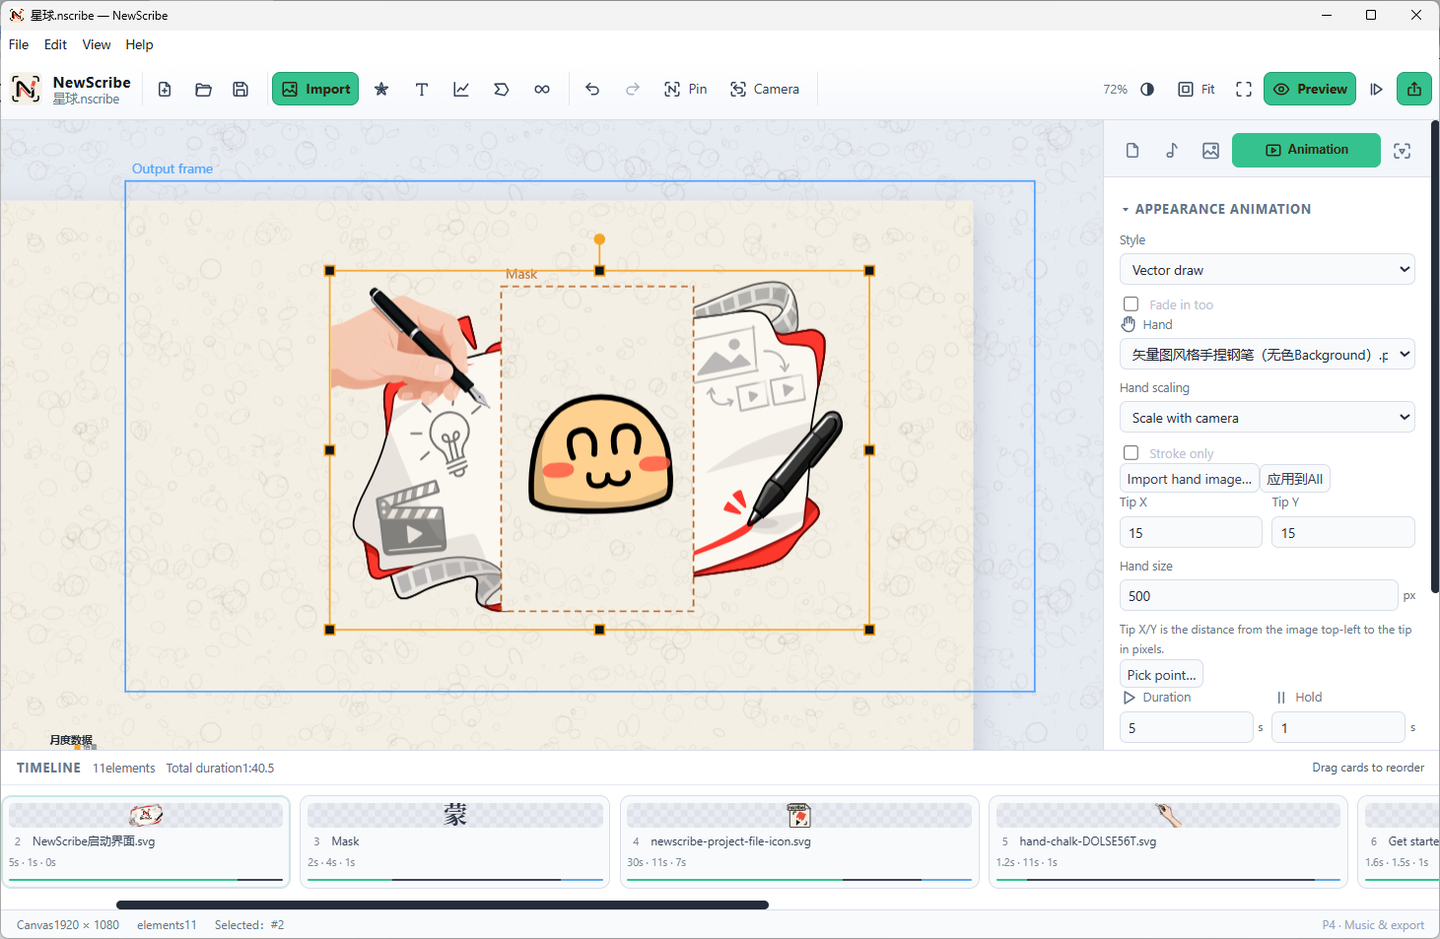 星球.nscribe — NewScribe
File Edit View Help
NewScribe
星球.nscribe
Import
Pin
Camera
72%
Fit
Preview
Output frame
Mask
月度数据
Animation
APPEARANCE ANIMATION
Style
Vector draw
Fade in too
Hand
矢量图风格手捏钢笔（无色Background）.p
Hand scaling
Scale with camera
Stroke only
Import hand image... 应用到All
Tip X Tip Y
15 15
Hand size
500 px
Tip X/Y is the distance from the image top-left to the tip
in pixels.
Pick point...
Duration Hold
5 s 1 s
TIMELINE 11elements Total duration1:40.5 Drag cards to reorder
2 NewScribe启动界面.svg
5s · 1s · 0s
蒙
3 Mask
2s · 4s · 1s
4 newscribe-project-file-icon.svg
30s · 11s · 7s
5 hand-chalk-DOLSE56T.svg
1.2s · 11s · 1s
6 Get starte
1.6s · 1.5s · 1s
Canvas1920 × 1080 elements11 Selected: #2 P4 · Music & export